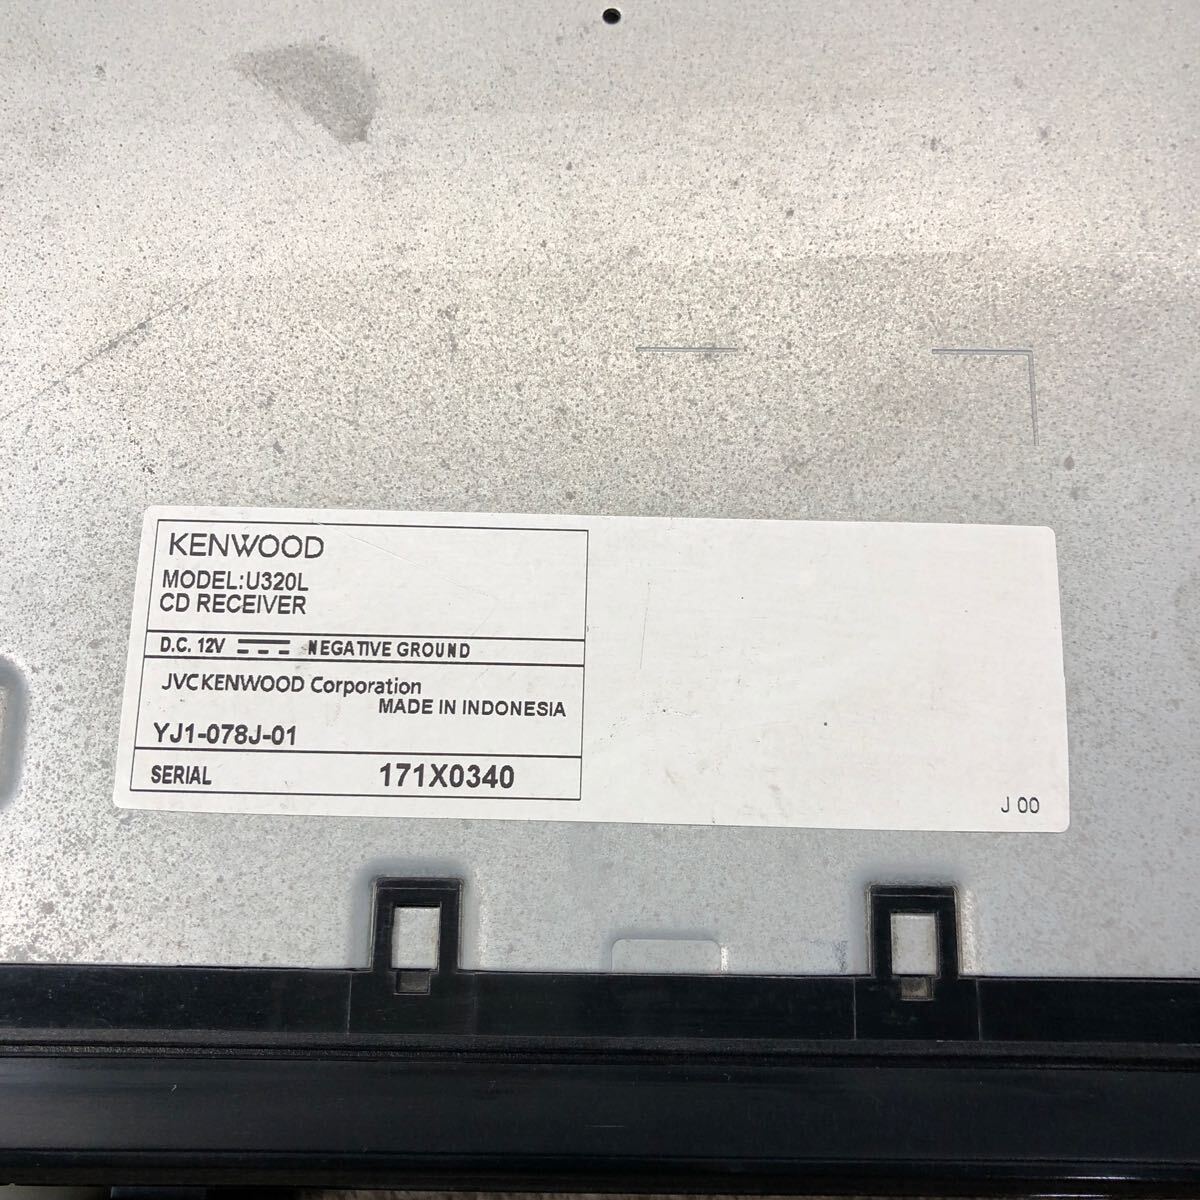 KENWOOD
MODEL:U320L
CD RECEIVER
D.C. 12V NEGATIVE GROUND
JVCKENWOOD Corporation
MADE IN INDONESIA
YJ1-078J-01
SERIAL 171X0340
J 00